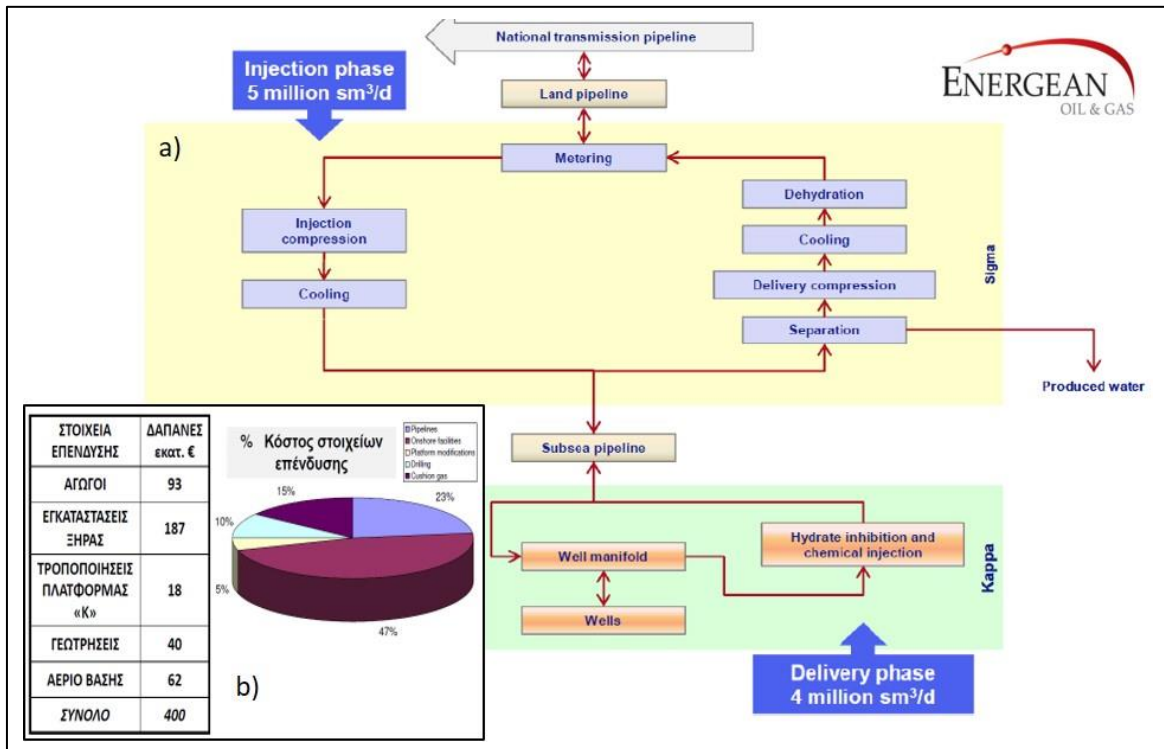 National transmission pipeline
ENERGEAN
OIL & GAS
Injection phase
5 million sm³/d
Land pipeline
a)
Metering
Dehydration
Injection
compression
Cooling
Cooling
Delivery compression
Separation
Sigma
Produced water
Subsea pipeline
Well manifold
Hydrate inhibition and
chemical injection
Wells
Kappa
Delivery phase
4 million sm³/d
ΣΤΟΙΧΕΙΑ
ΕΠΕΝΔΥΣΗΣ
ΔΑΠΑΝΕΣ
εκατ. €
ΑΓΩΓΟΙ
93
ΕΓΚΑΤΑΣΤΑΣΕΙΣ
ΞΗΡΑΣ
187
ΤΡΟΠΟΠΟΙΗΣΕΙΣ
ΠΛΑΤΦΟΡΜΑΣ
«Κ»
18
ΓΕΩΤΡΗΣΕΙΣ
40
ΑΕΡΙΟ ΒΑΣΗΣ
62
ΣΥΝΟΛΟ
400
% Κόστος στοιχείων
επένδυσης
Pipelines
Onshore facilities
Platform modifications
Drilling
Cushion gas
15%
23%
10%
5%
47%
b)